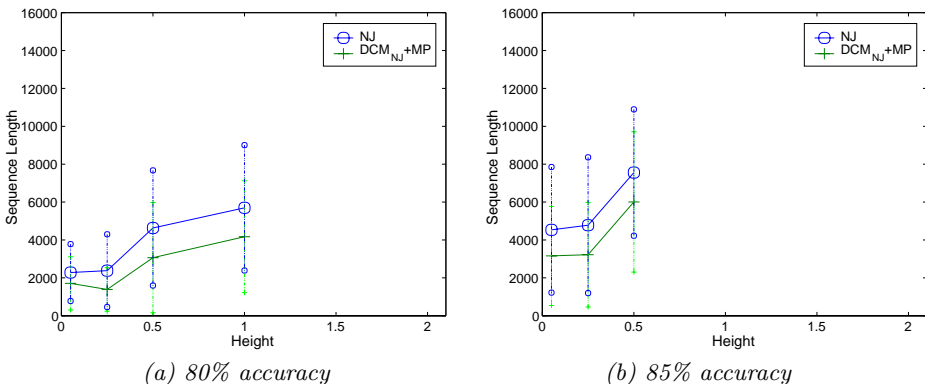 16000
14000
12000
10000
8000
6000
4000
2000
0
Sequence Length
0 0.5 1 1.5 2
Height
NJ
DCM_NJ+MP
(a) 80% accuracy
16000
14000
12000
10000
8000
6000
4000
2000
0
Sequence Length
0 0.5 1 1.5 2
Height
NJ
DCM_NJ+MP
(b) 85% accuracy